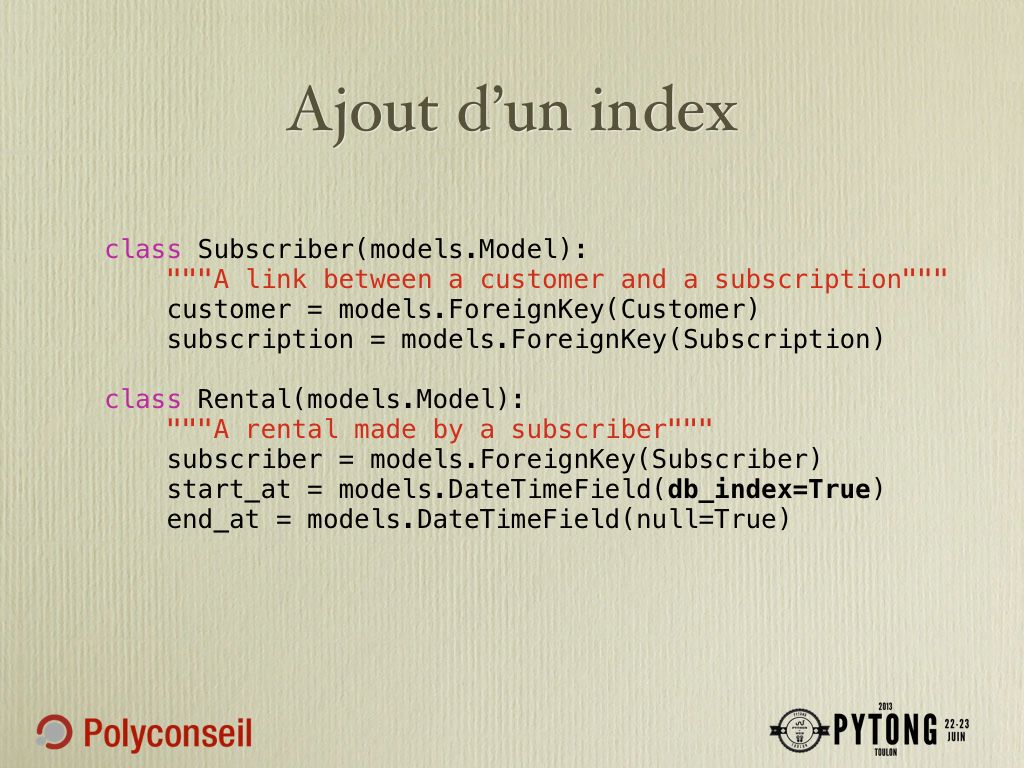 Ajout d’un index
class Subscriber(models.Model):
    """A link between a customer and a subscription"""
    customer = models.ForeignKey(Customer)
    subscription = models.ForeignKey(Subscription)
class Rental(models.Model):
    """A rental made by a subscriber"""
    subscriber = models.ForeignKey(Subscriber)
    start_at = models.DateTimeField(db_index=True)
    end_at = models.DateTimeField(null=True)
Polyconseil
2013
PYTONG
TOULON
22-23
JUIN